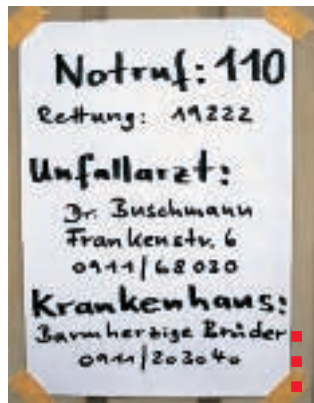 Notruf: 110
Rettung: 19222
Unfallarzt:
Dr. Buschmann
Frankenstr. 6
0911/68020
Krankenhaus:
Barmherzige Brüder
0911/203040